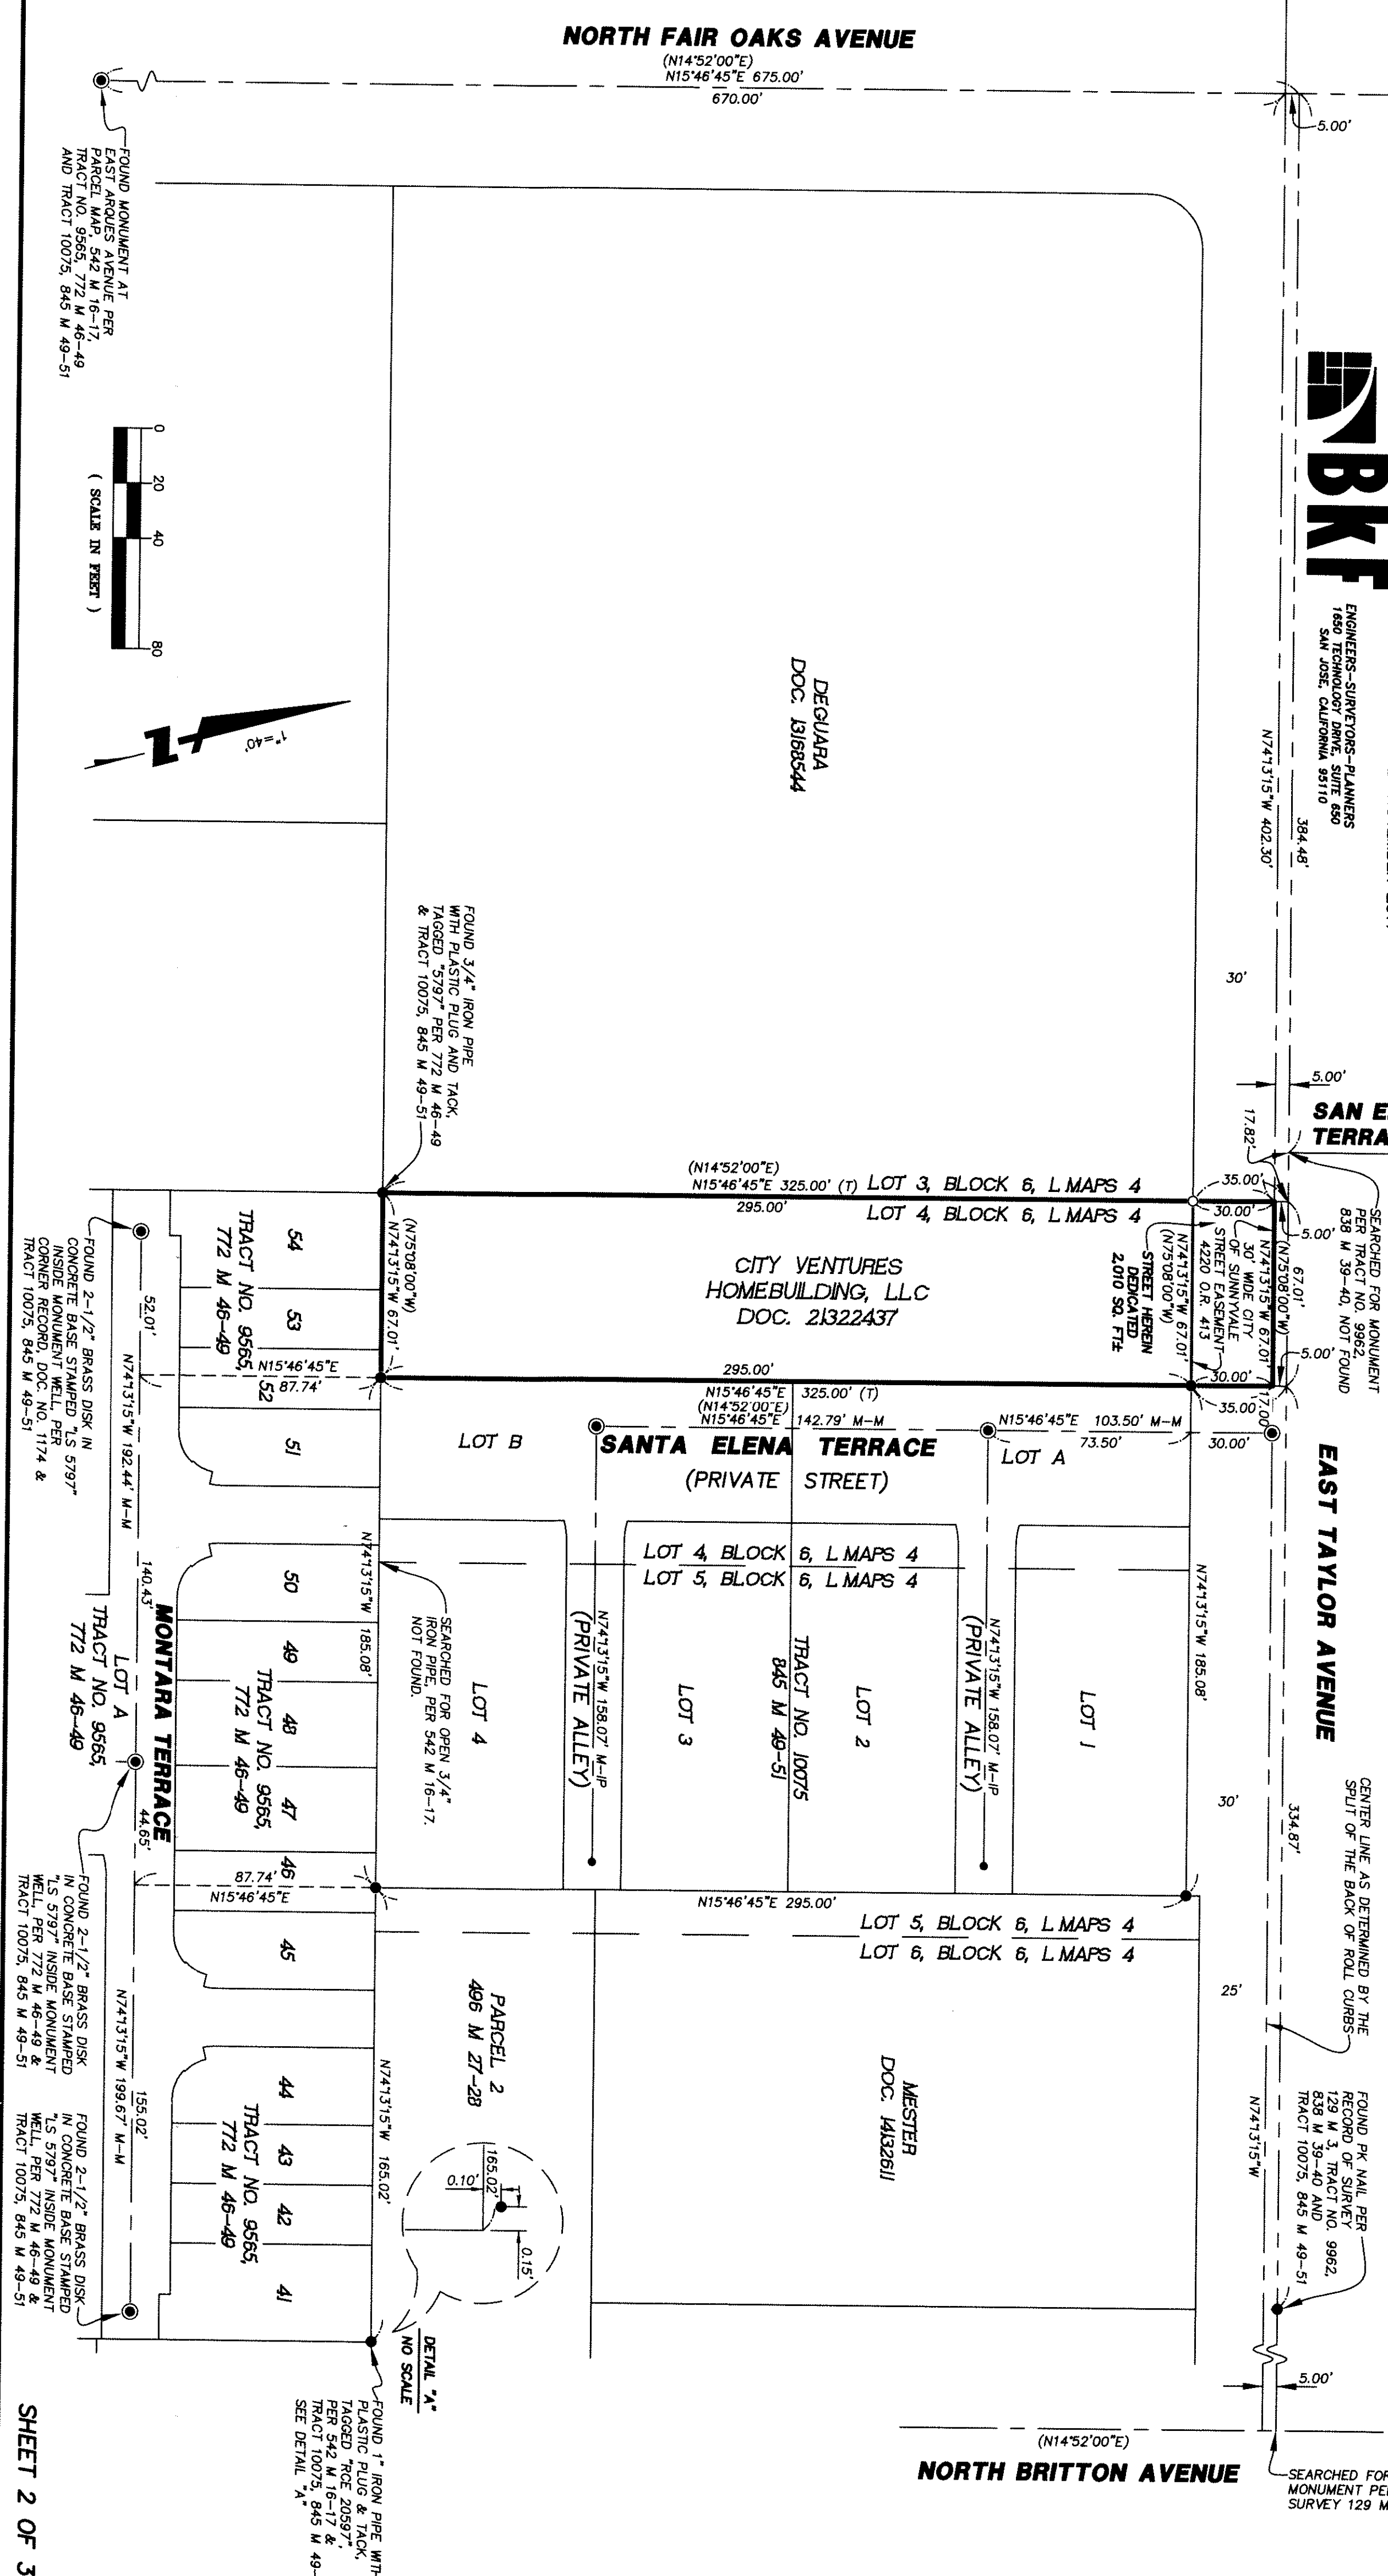 NORTH FAIR OAKS AVENUE
(N14°52'00"E)
N15°46'45"E 675.00'
670.00'
5.00'
FOUND MONUMENT AT
EAST ARQUES AVENUE PER
PARCEL MAP, 542 M 16-17,
TRACT NO. 9565, 772 M 46-49
AND TRACT 10075, 845 M 49-51
BKF
ENGINEERS-SURVEYORS-PLANNERS
1650 TECHNOLOGY DRIVE, SUITE 650
SAN JOSE, CALIFORNIA 95110
0
20
40
80
( SCALE IN FEET )
1"=40'
DEGUARA
DOC. 13168544
N74°13'15"W 402.30'
384.48'
30'
5.00'
17.82'
SAN E
TERRA
SEARCHED FOR MONUMENT
PER TRACT NO. 9962,
838 M 39-40, NOT FOUND
FOUND 3/4" IRON PIPE
WITH PLASTIC PLUG AND TACK,
TAGGED "5797" PER 772 M 46-49
& TRACT 10075, 845 M 49-51
(N14°52'00"E)
N15°46'45"E 325.00' (T)
295.00'
LOT 3, BLOCK 6, L MAPS 4
LOT 4, BLOCK 6, L MAPS 4
35.00'
30.00'
5.00'
67.01'
(N75°08'00"W)
N74°13'15"W 67.01'
30' WIDE CITY
OF SUNNYVALE
STREET EASEMENT
4220 O.R. 413
N74°13'15"W 67.01'
(N75°08'00"W)
STREET HEREIN
DEDICATED
2,010 SQ. FT±
CITY VENTURES
HOMEBUILDING, LLC
DOC. 21322437
(N75°08'00"W)
N74°13'15"W 67.01'
5.00'
30.00'
35.00'
17.00'
295.00'
N15°46'45"E 325.00' (T)
(N14°52'00"E)
N15°46'45"E 142.79' M-M
N15°46'45"E 103.50' M-M
73.50'
30.00'
SANTA ELENA TERRACE
(PRIVATE STREET)
LOT B
LOT A
54
53
52
51
TRACT NO. 9565,
772 M 46-49
N15°46'45"E
87.74'
FOUND 2-1/2" BRASS DISK IN
CONCRETE BASE STAMPED "LS 5797"
INSIDE MONUMENT WELL, PER
CORNER RECORD, DOC. NO. 1174 &
TRACT 10075, 845 M 49-51
52.01'
N74°13'15"W 192.44' M-M
140.43'
EAST TAYLOR AVENUE
LOT 4, BLOCK 6, L MAPS 4
LOT 5, BLOCK 6, L MAPS 4
N74°13'15"W 185.08'
N74°13'15"W 185.08'
SEARCHED FOR OPEN 3/4"
IRON PIPE, PER 542 M 16-17.
NOT FOUND.
LOT 4
N74°13'15"W 158.07' M-IP
(PRIVATE ALLEY)
LOT 3
TRACT NO. 10075
845 M 49-51
LOT 2
N74°13'15"W 158.07' M-IP
(PRIVATE ALLEY)
LOT 1
30'
334.87'
CENTER LINE AS DETERMINED BY THE
SPLIT OF THE BACK OF ROLL CURBS
50
49
48
47
46
45
TRACT NO. 9565,
772 M 46-49
MONTARA TERRACE
LOT A
TRACT NO. 9565,
772 M 46-49
44.65'
87.74'
N15°46'45"E
N15°46'45"E 295.00'
LOT 5, BLOCK 6, L MAPS 4
LOT 6, BLOCK 6, L MAPS 4
25'
FOUND 2-1/2" BRASS DISK
IN CONCRETE BASE STAMPED
"LS 5797" INSIDE MONUMENT
WELL, PER 772 M 46-49 &
TRACT 10075, 845 M 49-51
N74°13'15"W 199.67' M-M
155.02'
PARCEL 2
496 M 27-28
MESTER
DOC. 14132611
N74°13'15"W
FOUND PK NAIL PER
RECORD OF SURVEY
129 M 3, TRACT NO. 9962,
838 M 39-40 AND
TRACT 10075, 845 M 49-51
44
43
42
41
TRACT NO. 9565,
772 M 46-49
N74°13'15"W 165.02'
165.02'
0.10'
0.15'
DETAIL "A"
NO SCALE
FOUND 2-1/2" BRASS DISK
IN CONCRETE BASE STAMPED
"LS 5797" INSIDE MONUMENT
WELL, PER 772 M 46-49 &
TRACT 10075, 845 M 49-51
FOUND 1" IRON PIPE WITH
PLASTIC PLUG & TACK,
TAGGED "RCE 20597",
PER 542 M 16-17 &
TRACT 10075, 845 M 49-
SEE DETAIL "A"
5.00'
(N14°52'00"E)
NORTH BRITTON AVENUE
SEARCHED FOR
MONUMENT PE
SURVEY 129 M
SHEET 2 OF 3